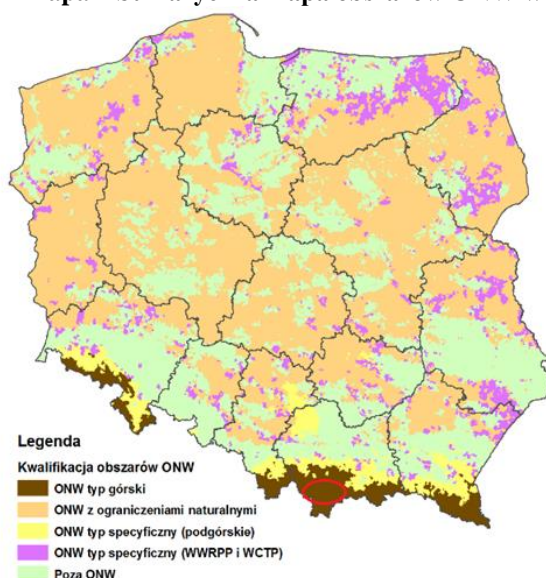 Legenda
Kwalifikacja obszarów ONW
ONW typ górski
ONW z ograniczeniami naturalnymi
ONW typ specyficzny (podgórskie)
ONW typ specyficzny (WWRPP i WCTP)
Poza ONW